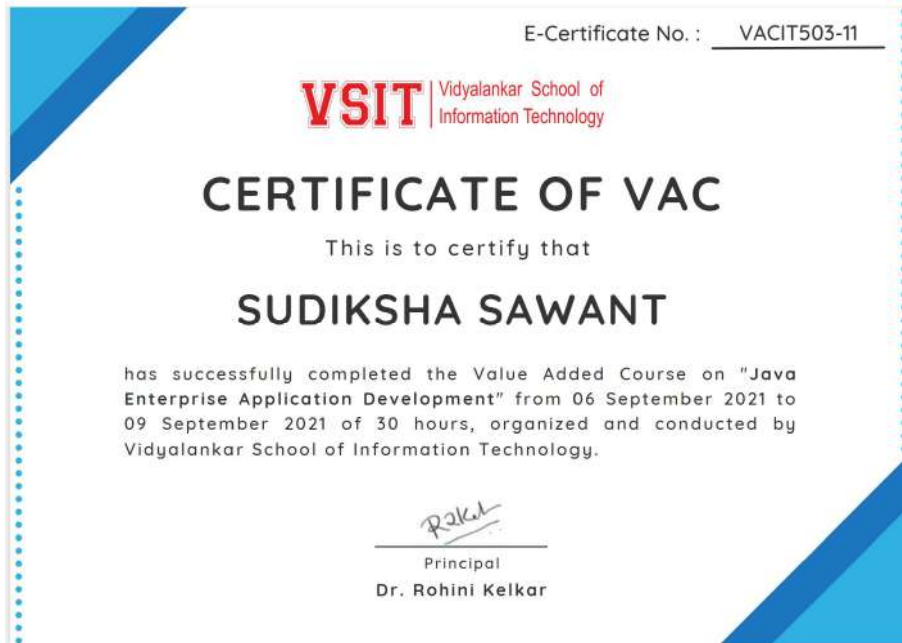 E-Certificate No. : VACIT503-11
VSIT Vidyalankar School of
Information Technology
CERTIFICATE OF VAC
This is to certify that
SUDIKSHA SAWANT
has successfully completed the Value Added Course on "Java
Enterprise Application Development" from 06 September 2021 to
09 September 2021 of 30 hours, organized and conducted by
Vidyalankar School of Information Technology.
Principal
Dr. Rohini Kelkar